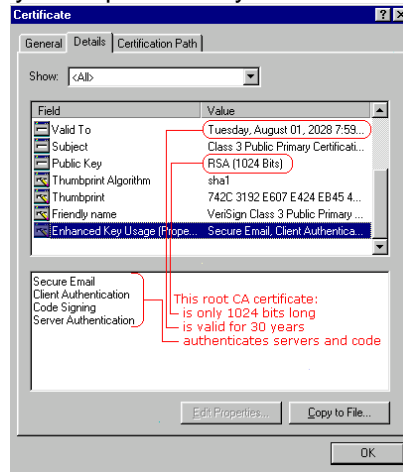 Certificate
General Details Certification Path
Show: <All>
Field Value
Valid To Tuesday, August 01, 2028 7:59...
Subject Class 3 Public Primary Certificati...
Public Key RSA (1024 Bits)
Thumbprint Algorithm sha1
Thumbprint 742C 3192 E607 E424 EB45 4...
Friendly name VeriSign Class 3 Public Primary ...
Enhanced Key Usage (Prope... Secure Email, Client Authentica...
Secure Email
Client Authentication
Code Signing
Server Authentication
This root CA certificate:
is only 1024 bits long
is valid for 30 years
authenticates servers and code
Edit Properties... Copy to File...
OK